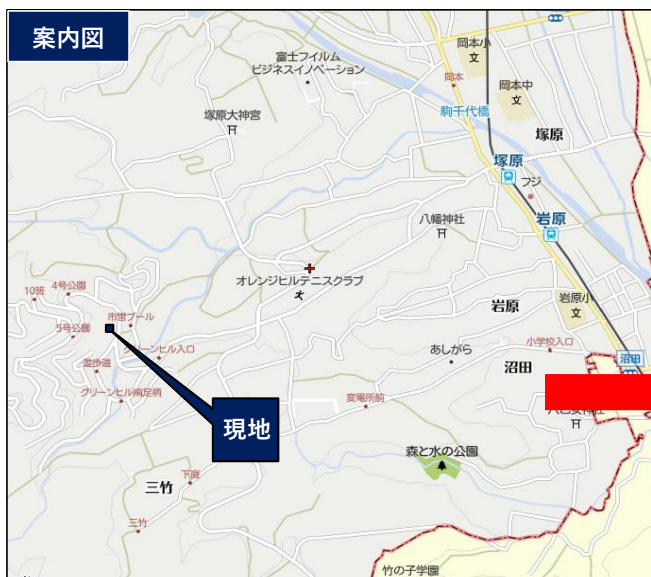 案内図
岡本小
富士フイルム
ビジネスイノベーション
岡本
岡本中
塚原大神宮
駒千代橋
塚原
塚原
フジ
八幡神社
岩原
オレンジヒルテニスクラブ
10班
4号公園
岩原
岩原小
市営プール
5号公園
グリーンヒル入口
あしがら
小学校入口
沼田
沼田
遊歩道
グリーンヒル南足柄
変電所前
現地
森と水の公園
下庭
三竹
三竹
竹の子学園